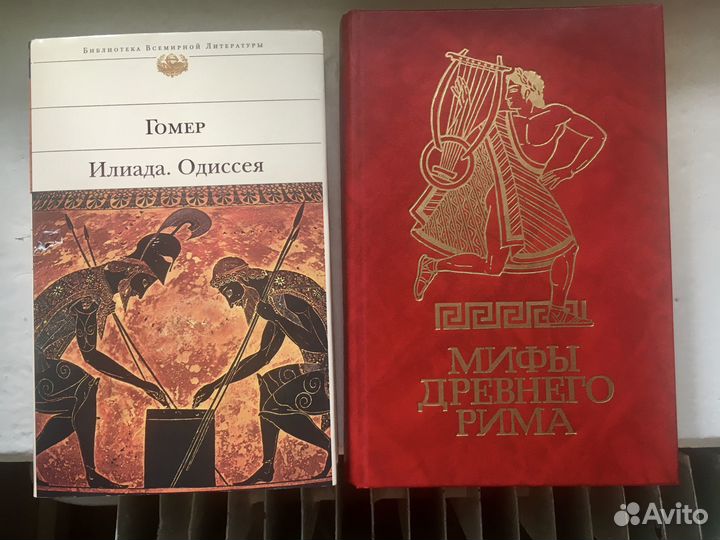 Библиотека Всемирной Литературы
Гомер
Илиада. Одиссея
МИФЫ
ДРЕВНЕГО
РИМА
Avito